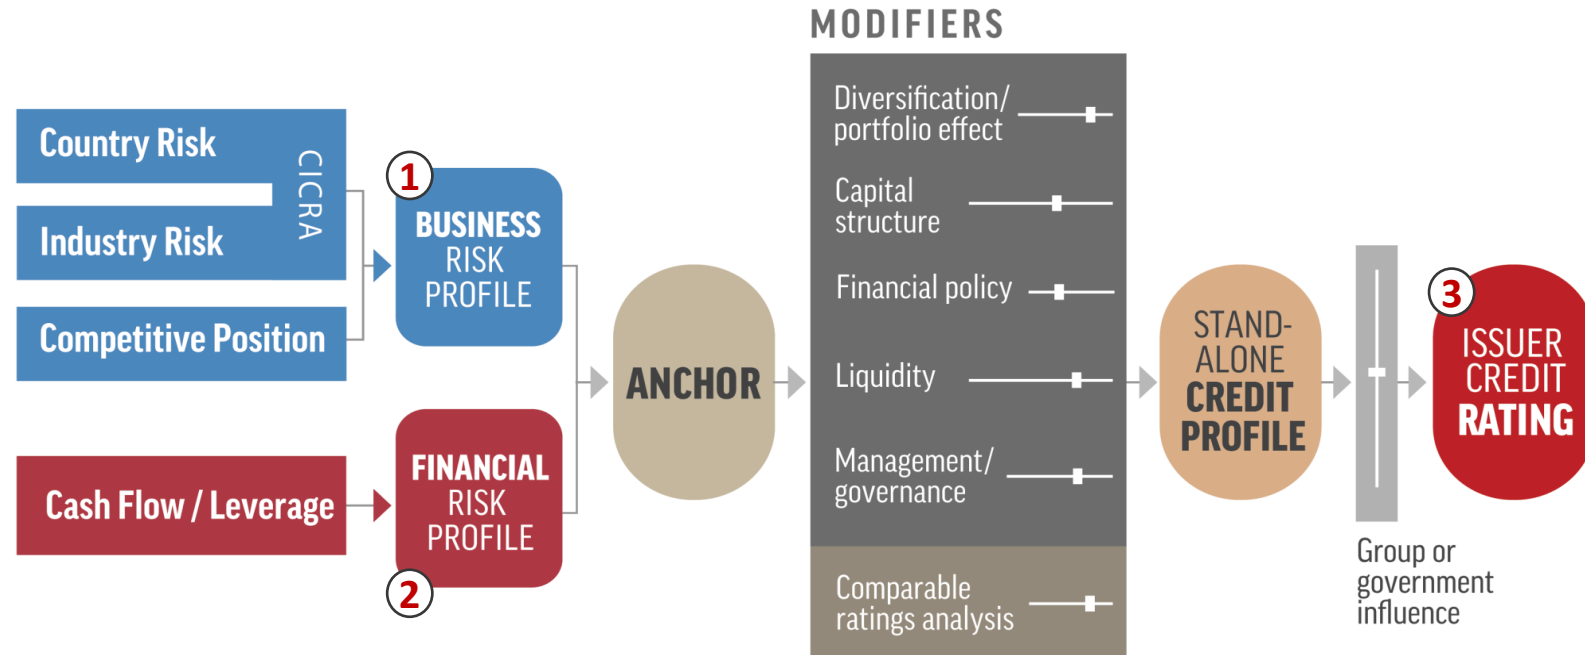 MODIFIERS
Country Risk
Industry Risk
CICRA
Competitive Position
Cash Flow / Leverage
1
BUSINESS
RISK
PROFILE
FINANCIAL
RISK
PROFILE
2
ANCHOR
Diversification/
portfolio effect
Capital
structure
Financial policy
Liquidity
Management/
governance
Comparable
ratings analysis
STAND-
ALONE
CREDIT
PROFILE
Group or
government
influence
3
ISSUER
CREDIT
RATING